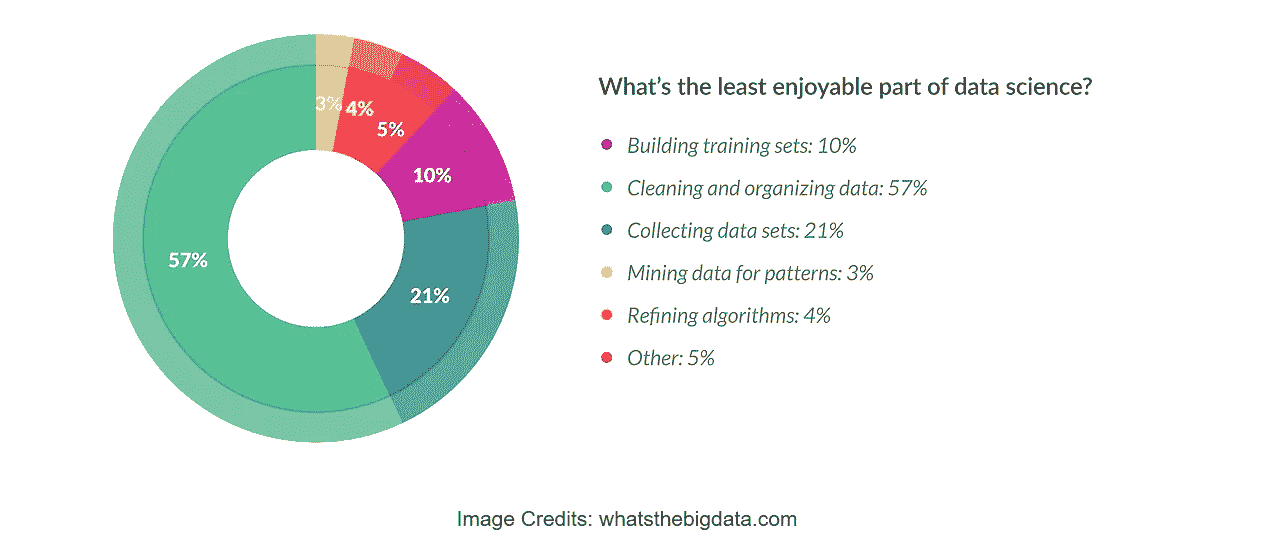 What's the least enjoyable part of data science?
3%
4%
5%
10%
57%
21%
Building training sets: 10%
Cleaning and organizing data: 57%
Collecting data sets: 21%
Mining data for patterns: 3%
Refining algorithms: 4%
Other: 5%
Image Credits: whatsthebigdata.com